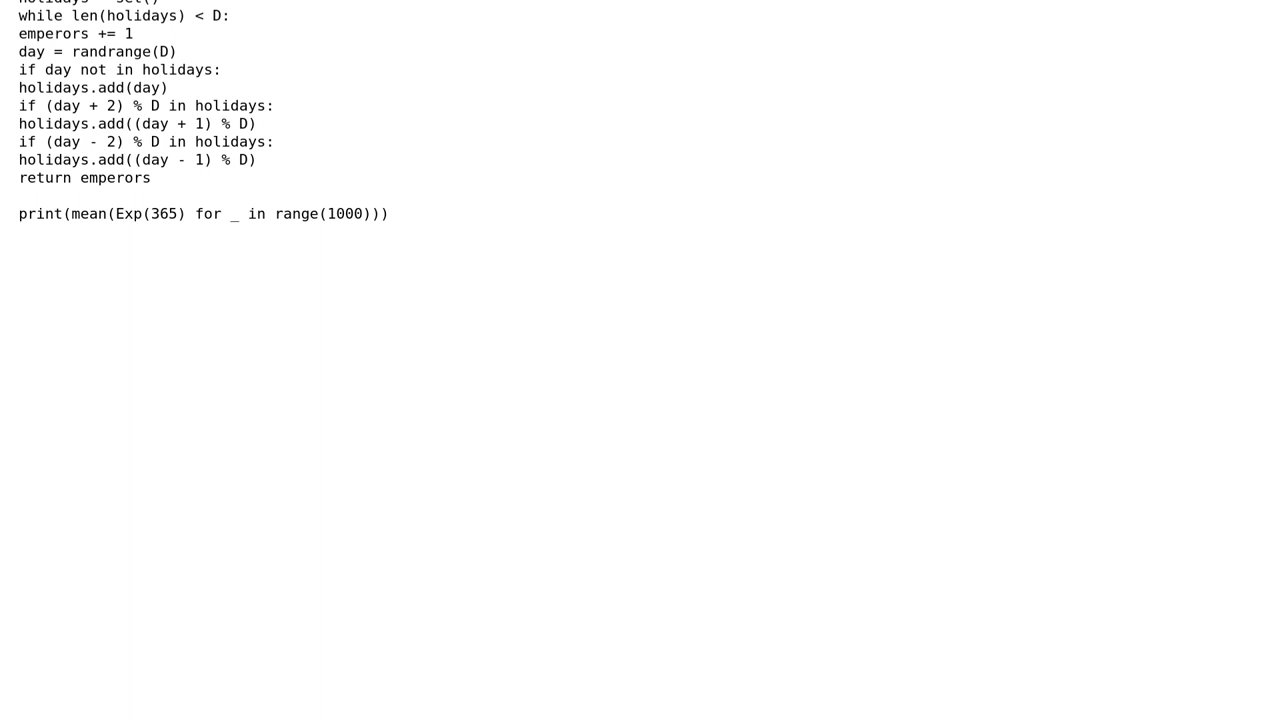 while len(holidays) < D:
emperors += 1
day = randrange(D)
if day not in holidays:
holidays.add(day)
if (day + 2) % D in holidays:
holidays.add((day + 1) % D)
if (day - 2) % D in holidays:
holidays.add((day - 1) % D)
return emperors

print(mean(Exp(365) for _ in range(1000)))